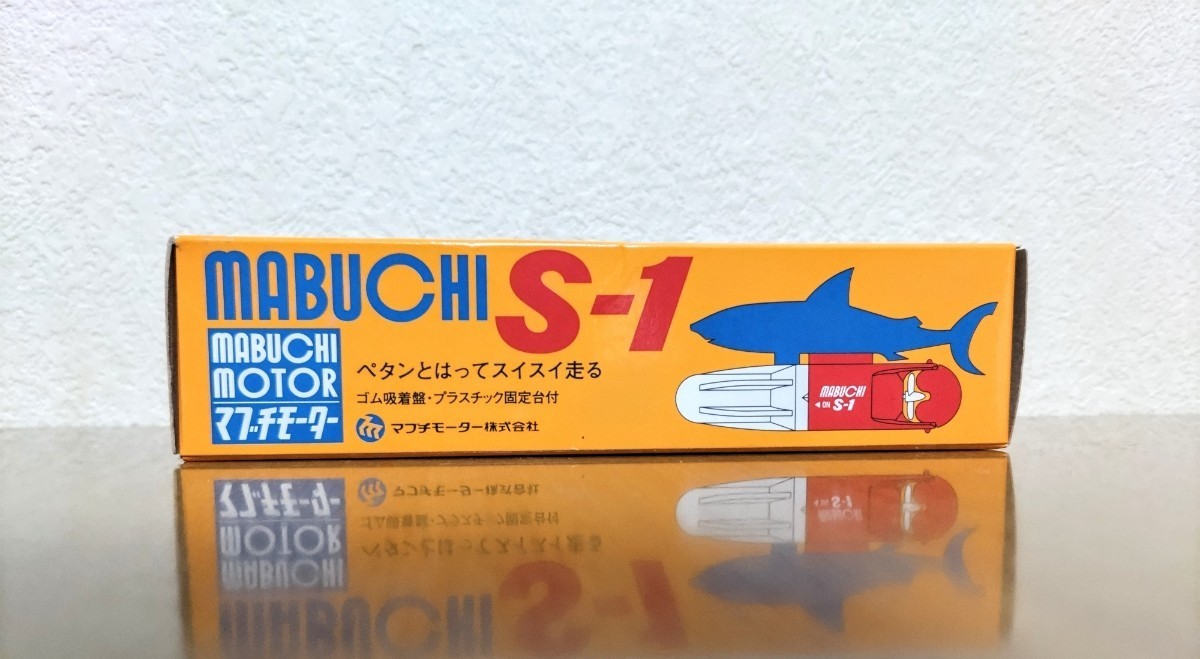 MABUCHI S-1
MABUCHI
MOTOR
マブチモーター
ペタンとはってスイスイ走る
ゴム吸着盤・プラスチック固定台付
マブチモーター株式会社
MABUCHI
◀ ON S-1